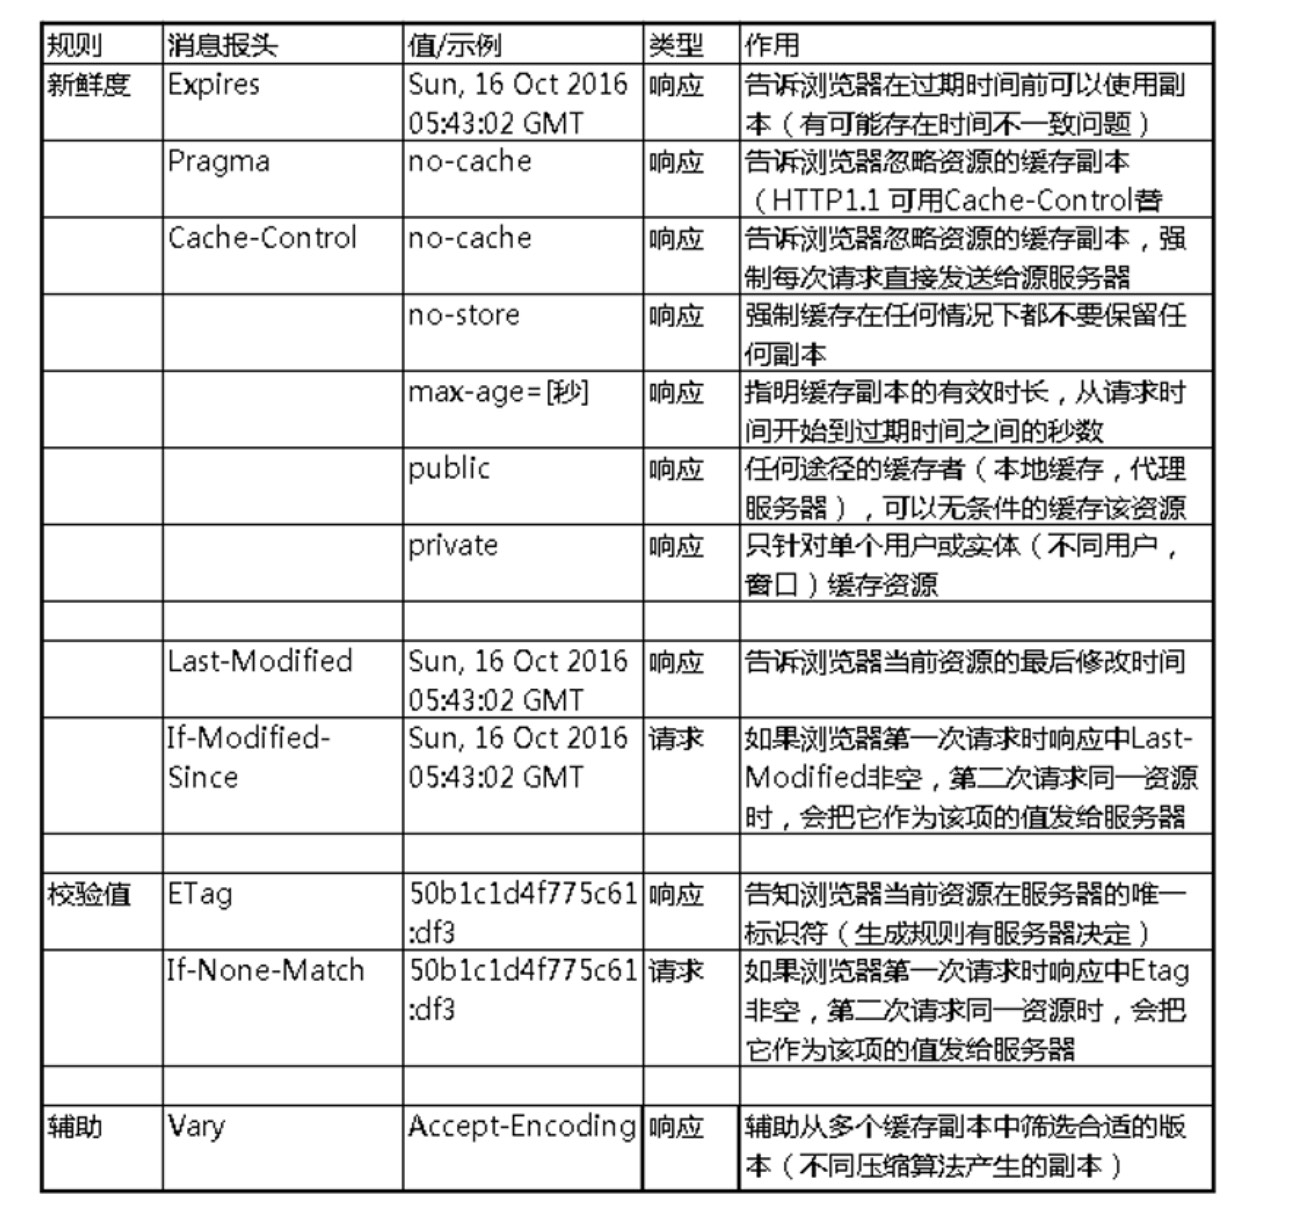 规则 消息报头 值/示例 类型 作用
新鲜度 Expires Sun, 16 Oct 2016 响应 告诉浏览器在过期时间前可以使用副
05:43:02 GMT 本（有可能存在时间不一致问题）
Pragma no-cache 响应 告诉浏览器忽略资源的缓存副本
（HTTP1.1 可用Cache-Control替
Cache-Control no-cache 响应 告诉浏览器忽略资源的缓存副本，强
制每次请求直接发送给源服务器
no-store 响应 强制缓存在任何情况下都不要保留任
何副本
max-age=[秒] 响应 指明缓存副本的有效时长，从请求时
间开始到过期时间之间的秒数
public 响应 任何途径的缓存者（本地缓存，代理
服务器），可以无条件的缓存该资源
private 响应 只针对单个用户或实体（不同用户，
窗口）缓存资源
Last-Modified Sun, 16 Oct 2016 响应 告诉浏览器当前资源的最后修改时间
05:43:02 GMT
If-Modified- Sun, 16 Oct 2016 请求 如果浏览器第一次请求时响应中Last-
Since 05:43:02 GMT Modified非空，第二次请求同一资源
时，会把它作为该项的值发给服务器
校验值 ETag 50b1c1d4f775c61 响应 告知浏览器当前资源在服务器的唯一
:df3 标识符（生成规则有服务器决定）
If-None-Match 50b1c1d4f775c61 请求 如果浏览器第一次请求时响应中Etag
:df3 非空，第二次请求同一资源时，会把
它作为该项的值发给服务器
辅助 Vary Accept-Encoding 响应 辅助从多个缓存副本中筛选合适的版
本（不同压缩算法产生的副本）